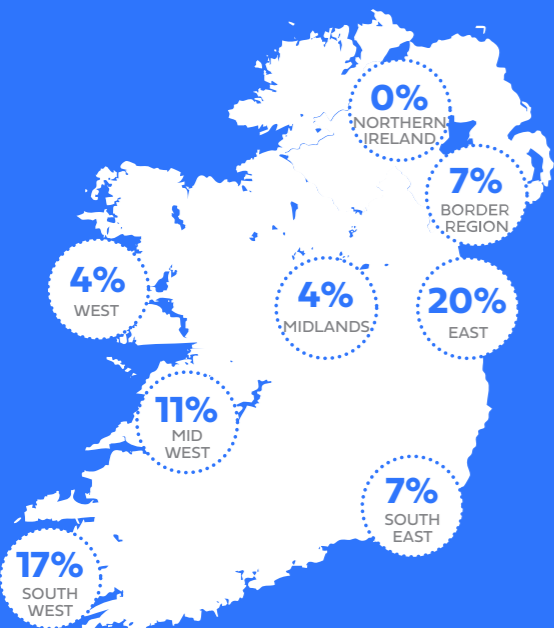 0%
NORTHERN
IRELAND
7%
BORDER
REGION
4%
WEST
4%
MIDLANDS
20%
EAST
11%
MID
WEST
7%
SOUTH
EAST
17%
SOUTH
WEST